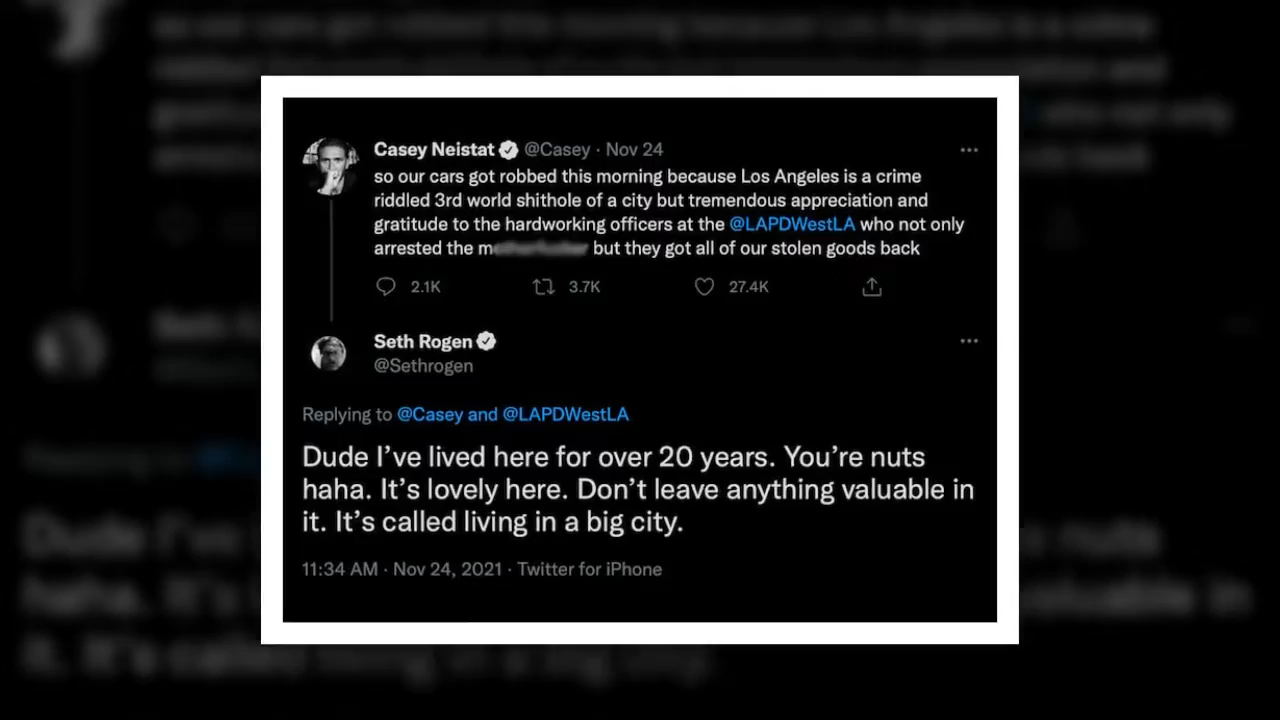 Casey Neistat @Casey · Nov 24
so our cars got robbed this morning because Los Angeles is a crime
riddled 3rd world shithole of a city but tremendous appreciation and
gratitude to the hardworking officers at the @LAPDWestLA who not only
arrested the m but they got all of our stolen goods back
2.1K 3.7K 27.4K
Seth Rogen
@Sethrogen
Replying to @Casey and @LAPDWestLA
Dude I’ve lived here for over 20 years. You’re nuts
haha. It’s lovely here. Don’t leave anything valuable in
it. It’s called living in a big city.
11:34 AM · Nov 24, 2021 · Twitter for iPhone